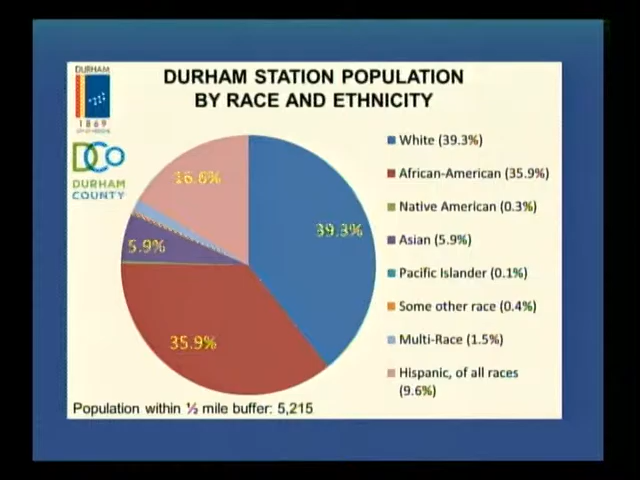 DURHAM
1869
DCO
DURHAM
COUNTY
DURHAM STATION POPULATION
BY RACE AND ETHNICITY
16.6%
39.3%
5.9%
35.9%
White (39.3%)
African-American (35.9%)
Native American (0.3%)
Asian (5.9%)
Pacific Islander (0.1%)
Some other race (0.4%)
Multi-Race (1.5%)
Hispanic, of all races
(9.6%)
Population within ½ mile buffer: 5,215